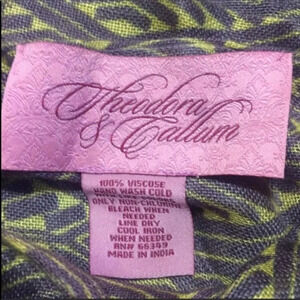 Theodora
& Callum
100% VISCOSE
HAND WASH COLD
ONLY NON-CHLORINE
BLEACH WHEN
NEEDED
LINE DRY
COOL IRON
WHEN NEEDED
RN# 66349
MADE IN INDIA